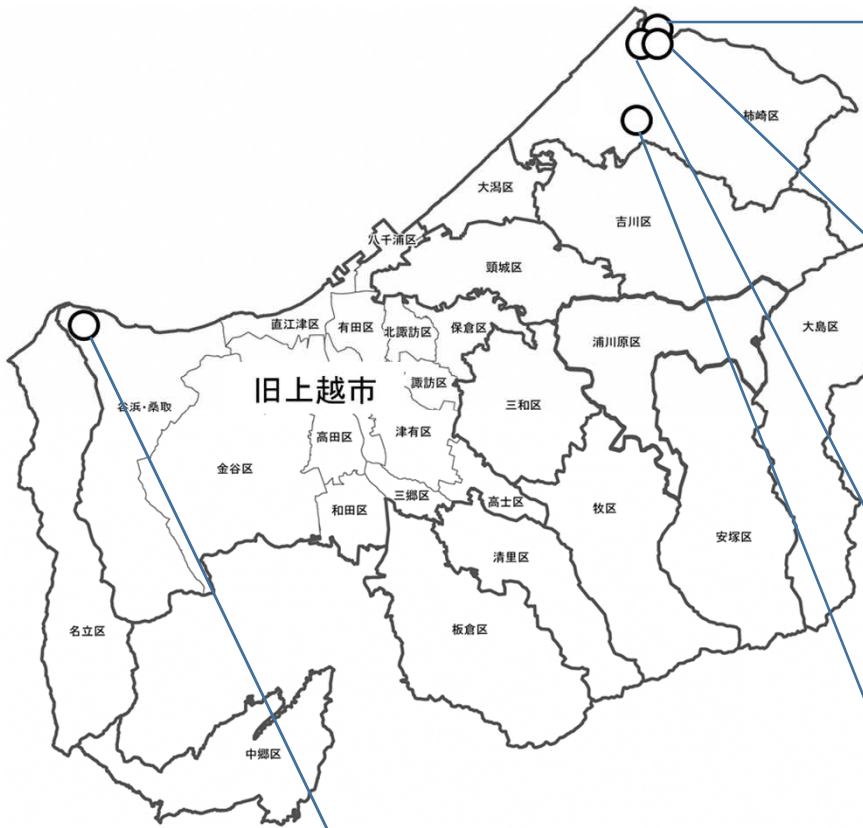 柿崎区
大潟区
吉川区
八千浦区
頸城区
直江津区
有田区
北諏訪区
保倉区
浦川原区
大島区
諏訪区
旧上越市
谷浜・桑取
三和区
高田区
津有区
金谷区
三郷区
高士区
和田区
牧区
安塚区
清里区
名立区
板倉区
中郷区